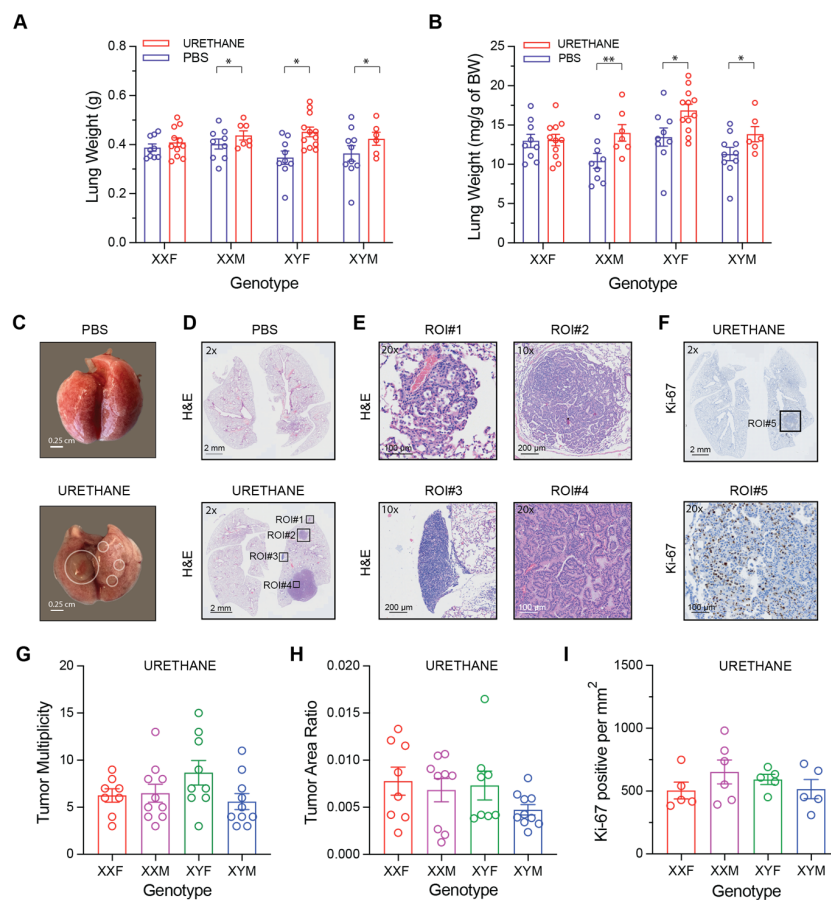 A
URETHANE
PBS
* * *
Lung Weight (g)
0.8
0.6
0.4
0.2
0.0
XXF XXM XYF XYM
Genotype
B
URETHANE
PBS
** * *
Lung Weight (mg/g of BW)
25
20
15
10
5
0
XXF XXM XYF XYM
Genotype
C
PBS
0.25 cm
URETHANE
0.25 cm
D
PBS
2x
H&E
2 mm
URETHANE
2x
ROI#1
ROI#2
ROI#3
ROI#4
H&E
2 mm
E
ROI#1
20x
H&E
100 µm
ROI#2
10x
200 µm
ROI#3
10x
H&E
200 µm
ROI#4
20x
100 µm
F
URETHANE
2x
Ki-67
ROI#5
2 mm
ROI#5
20x
Ki-67
100 µm
G
URETHANE
Tumor Multiplicity
20
15
10
5
0
XXF XXM XYF XYM
Genotype
H
URETHANE
Tumor Area Ratio
0.020
0.015
0.010
0.005
0.000
XXF XXM XYF XYM
Genotype
I
URETHANE
Ki-67 positive per mm²
1500
1000
500
0
XXF XXM XYF XYM
Genotype